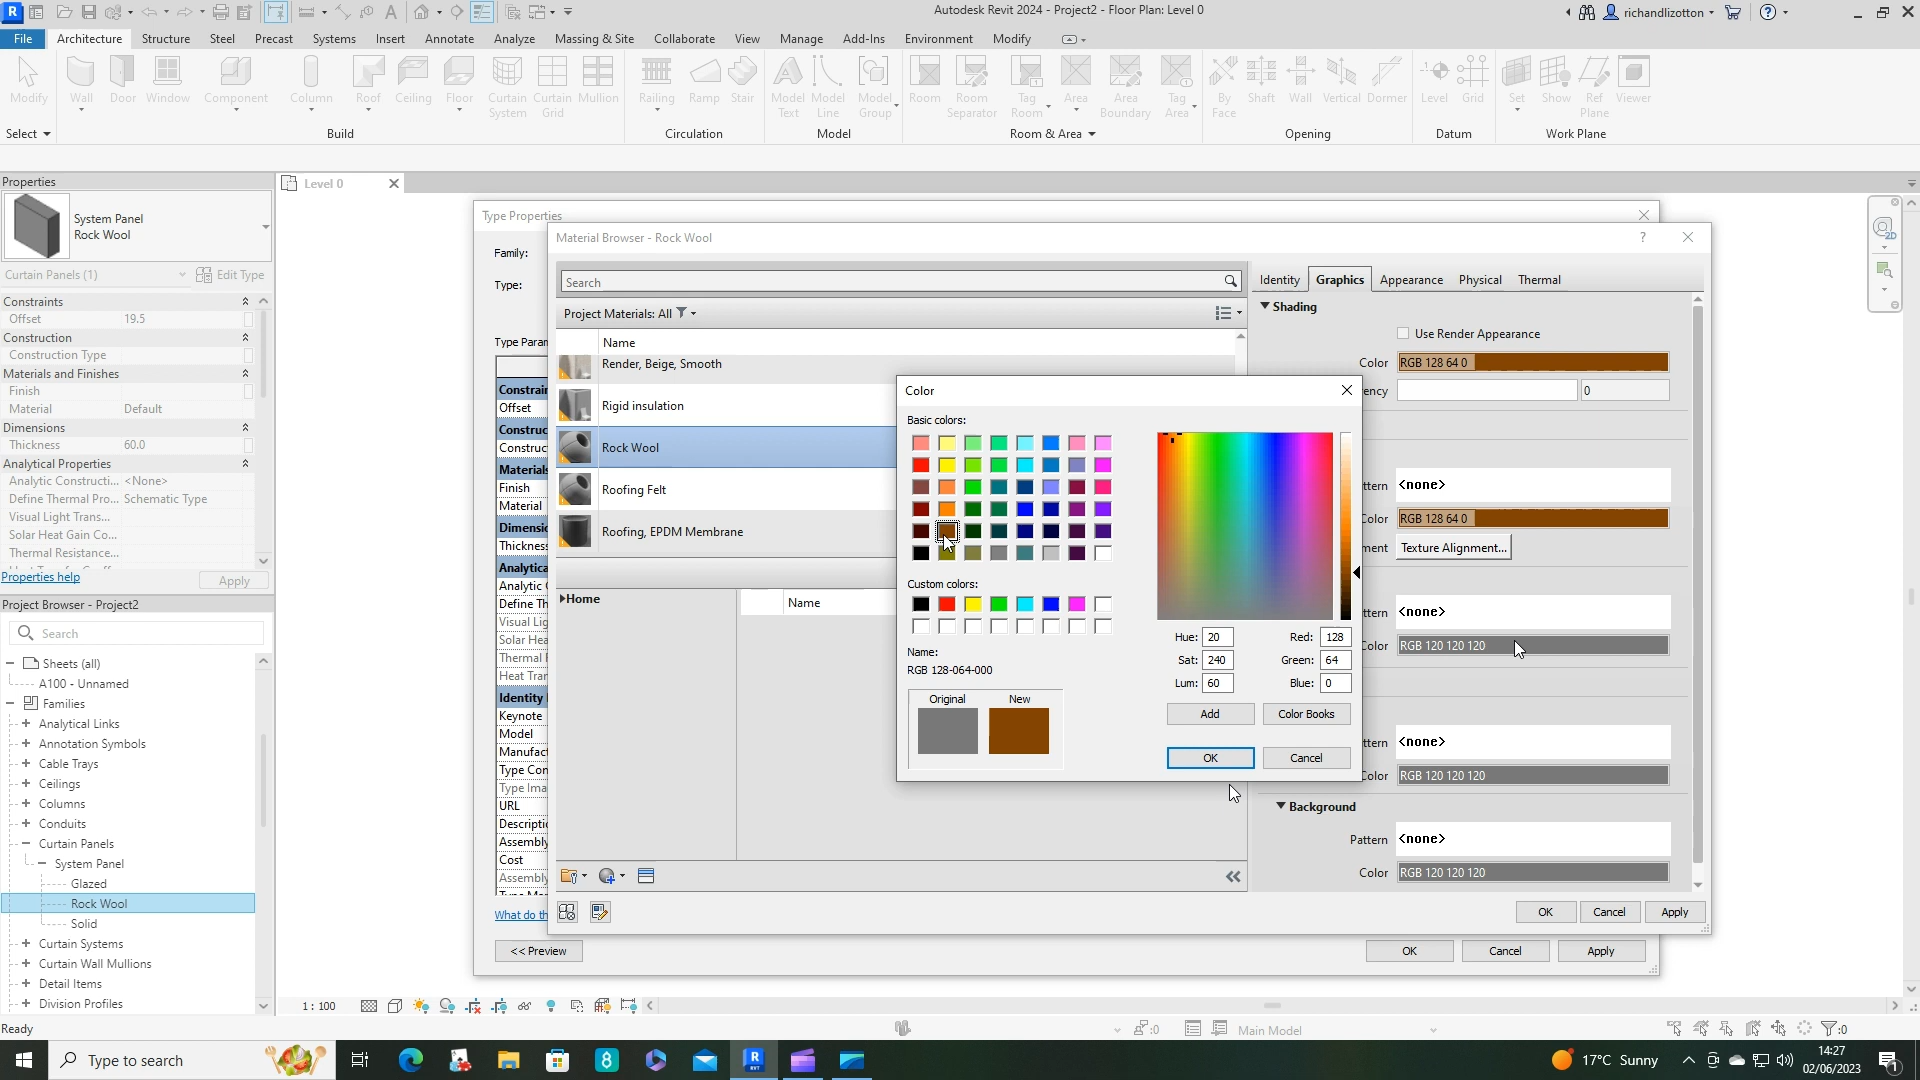 Autodesk Revit 2024 - Project2 - Floor Plan: Level 0
richandlizotton
File Architecture Structure Steel Precast Systems Insert Annotate Analyze Massing & Site Collaborate View Manage Add-Ins Environment Modify
Modify Wall Door Window Component Column Roof Ceiling Floor Curtain System Curtain Grid Mullion Railing Ramp Stair Model Text Model Line Model Group Room Room Separator Tag Room Area Area Boundary Tag Area By Face Shaft Wall Vertical Dormer Level Grid Set Show Ref Plane Viewer
Select Build Circulation Model Room & Area Opening Datum Work Plane
Properties
Level 0
System Panel
Rock Wool
Curtain Panels (1) Edit Type
Constraints
Offset 19.5
Construction
Construction Type
Materials and Finishes
Finish
Material Default
Dimensions
Thickness 60.0
Analytical Properties
Analytic Constructi... <None>
Define Thermal Pro... Schematic Type
Visual Light Trans...
Solar Heat Gain Co...
Thermal Resistance...
Properties help Apply
Project Browser - Project2
Search
Sheets (all)
A100 - Unnamed
Families
Analytical Links
Annotation Symbols
Cable Trays
Ceilings
Columns
Conduits
Curtain Panels
System Panel
Glazed
Rock Wool
Solid
Curtain Systems
Curtain Wall Mullions
Detail Items
Division Profiles
Type Properties
Family:
Type:
Type Param
Constrain
Offset
Construc
Construc
Materials
Finish
Material
Dimensio
Thickness
Analytica
Analytic C
Define Th
Visual Lig
Solar Hea
Thermal
Heat Tran
Identity
Keynote
Model
Manufact
Type Con
Type Ima
URL
Descriptio
Assembly
Cost
Assembly
What do th
<< Preview OK Cancel Apply
Material Browser - Rock Wool
?
Search
Project Materials: All
Name
Render, Beige, Smooth
Rigid insulation
Rock Wool
Roofing Felt
Roofing, EPDM Membrane
Home
Name
Identity Graphics Appearance Physical Thermal
Shading
Use Render Appearance
Color RGB 128 64 0
ency 0
ttern <none>
Color RGB 128 64 0
ment Texture Alignment...
ttern <none>
Color RGB 120 120 120
ttern <none>
Color RGB 120 120 120
Background
Pattern <none>
Color RGB 120 120 120
OK Cancel Apply
Color
Basic colors:
Custom colors:
Name:
RGB 128-064-000
Original New
Hue: 20 Red: 128
Sat: 240 Green: 64
Lum: 60 Blue: 0
Add Color Books
OK Cancel
1 : 100
Ready
:0
Main Model
:0
Type to search
17°C Sunny
14:27
02/06/2023